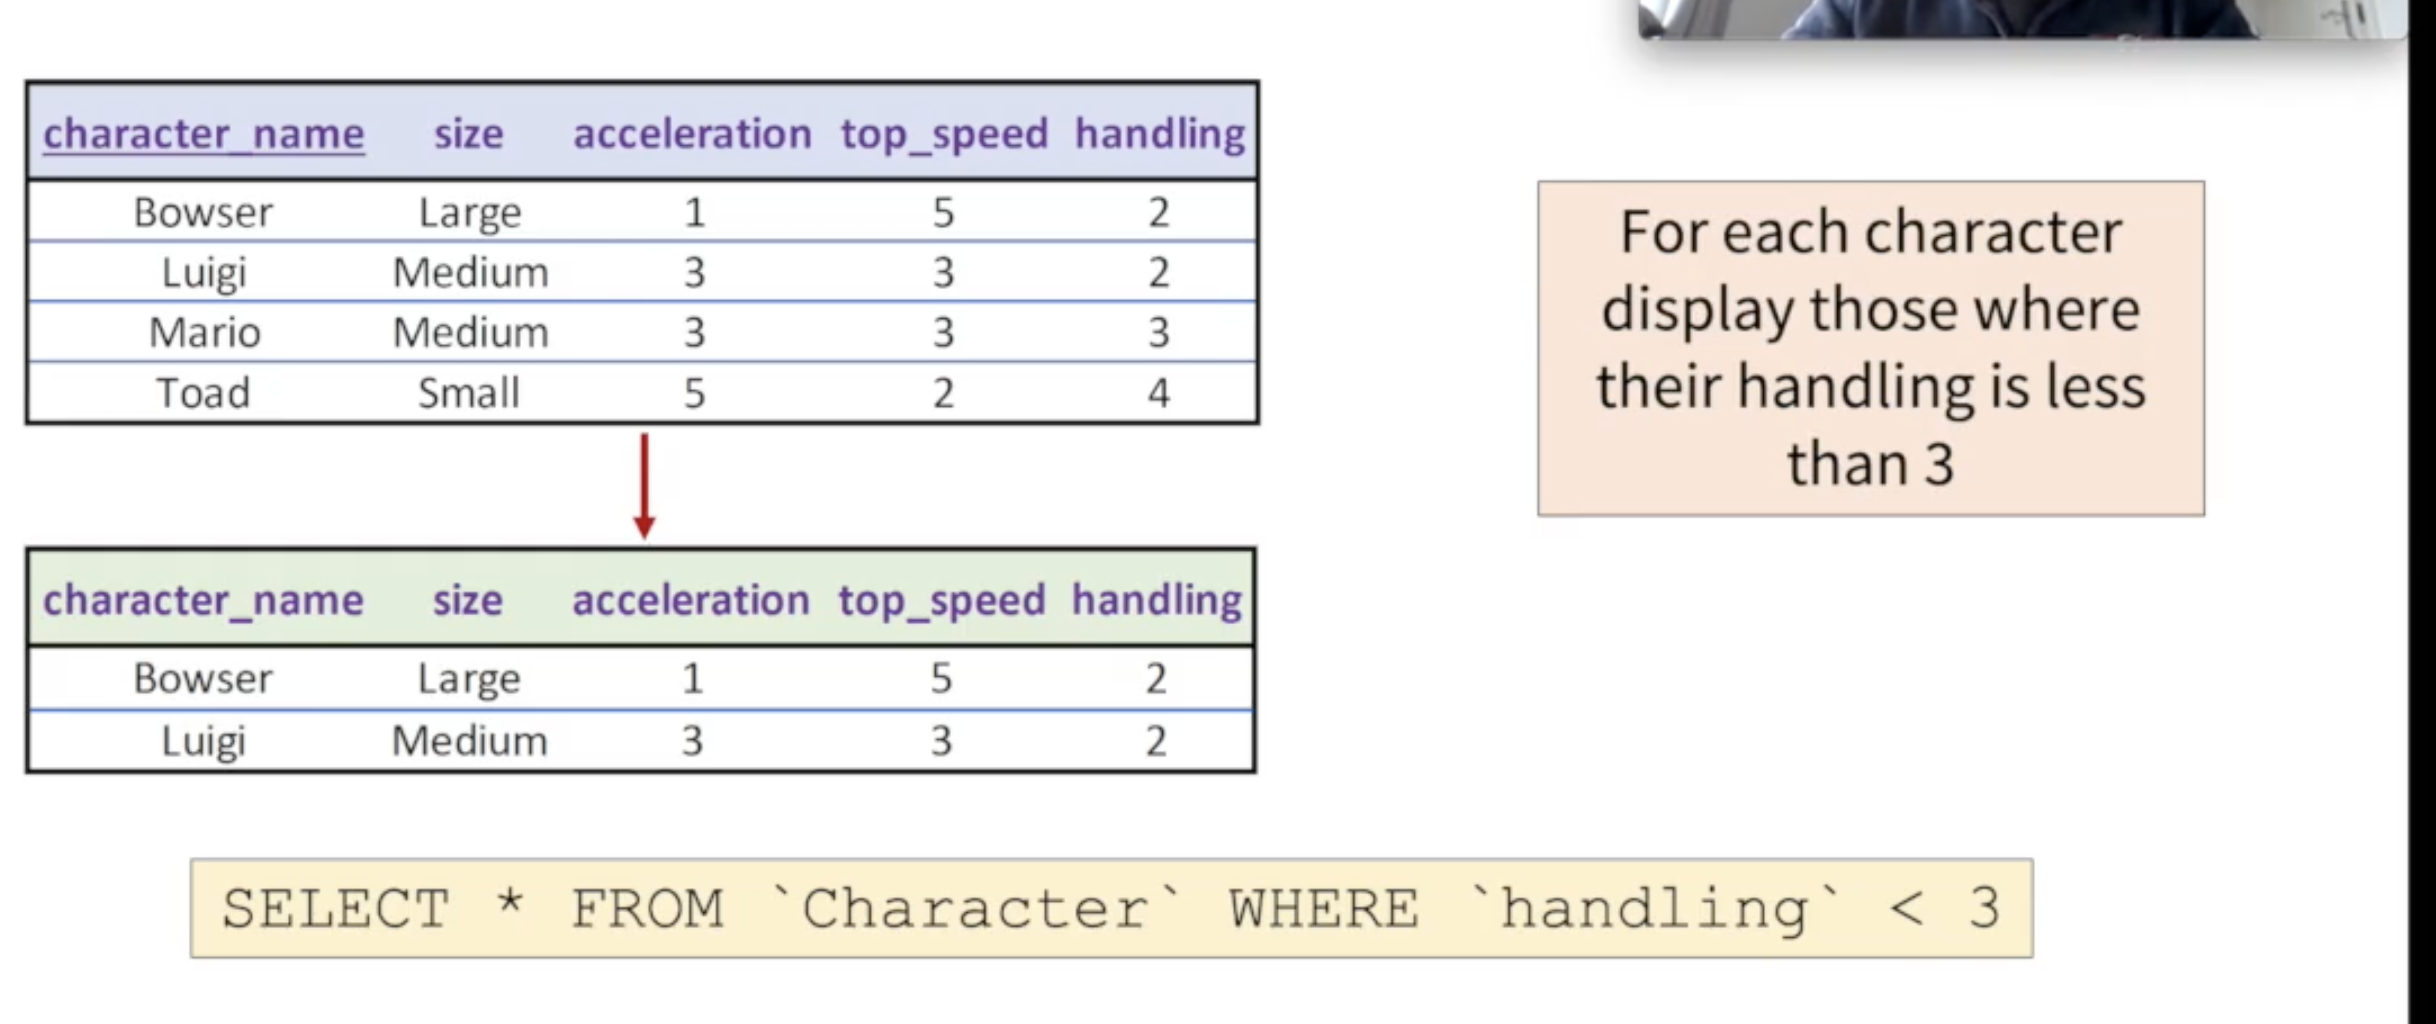 character_name size acceleration top_speed handling
Bowser Large 1 5 2
Luigi Medium 3 3 2
Mario Medium 3 3 3
Toad Small 5 2 4
For each character
display those where
their handling is less
than 3
character_name size acceleration top_speed handling
Bowser Large 1 5 2
Luigi Medium 3 3 2
SELECT * FROM `Character` WHERE `handling` < 3